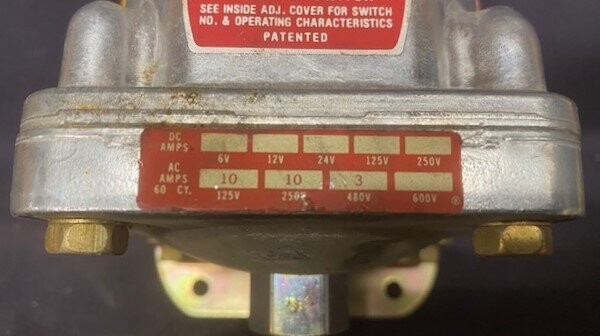 SEE INSIDE ADJ. COVER FOR SWITCH
NO. & OPERATING CHARACTERISTICS
PATENTED
DC AMPS
6V 12V 24V 125V 250V
AC AMPS 60 CY.
10 10 3
125V 250V 480V 600V ®